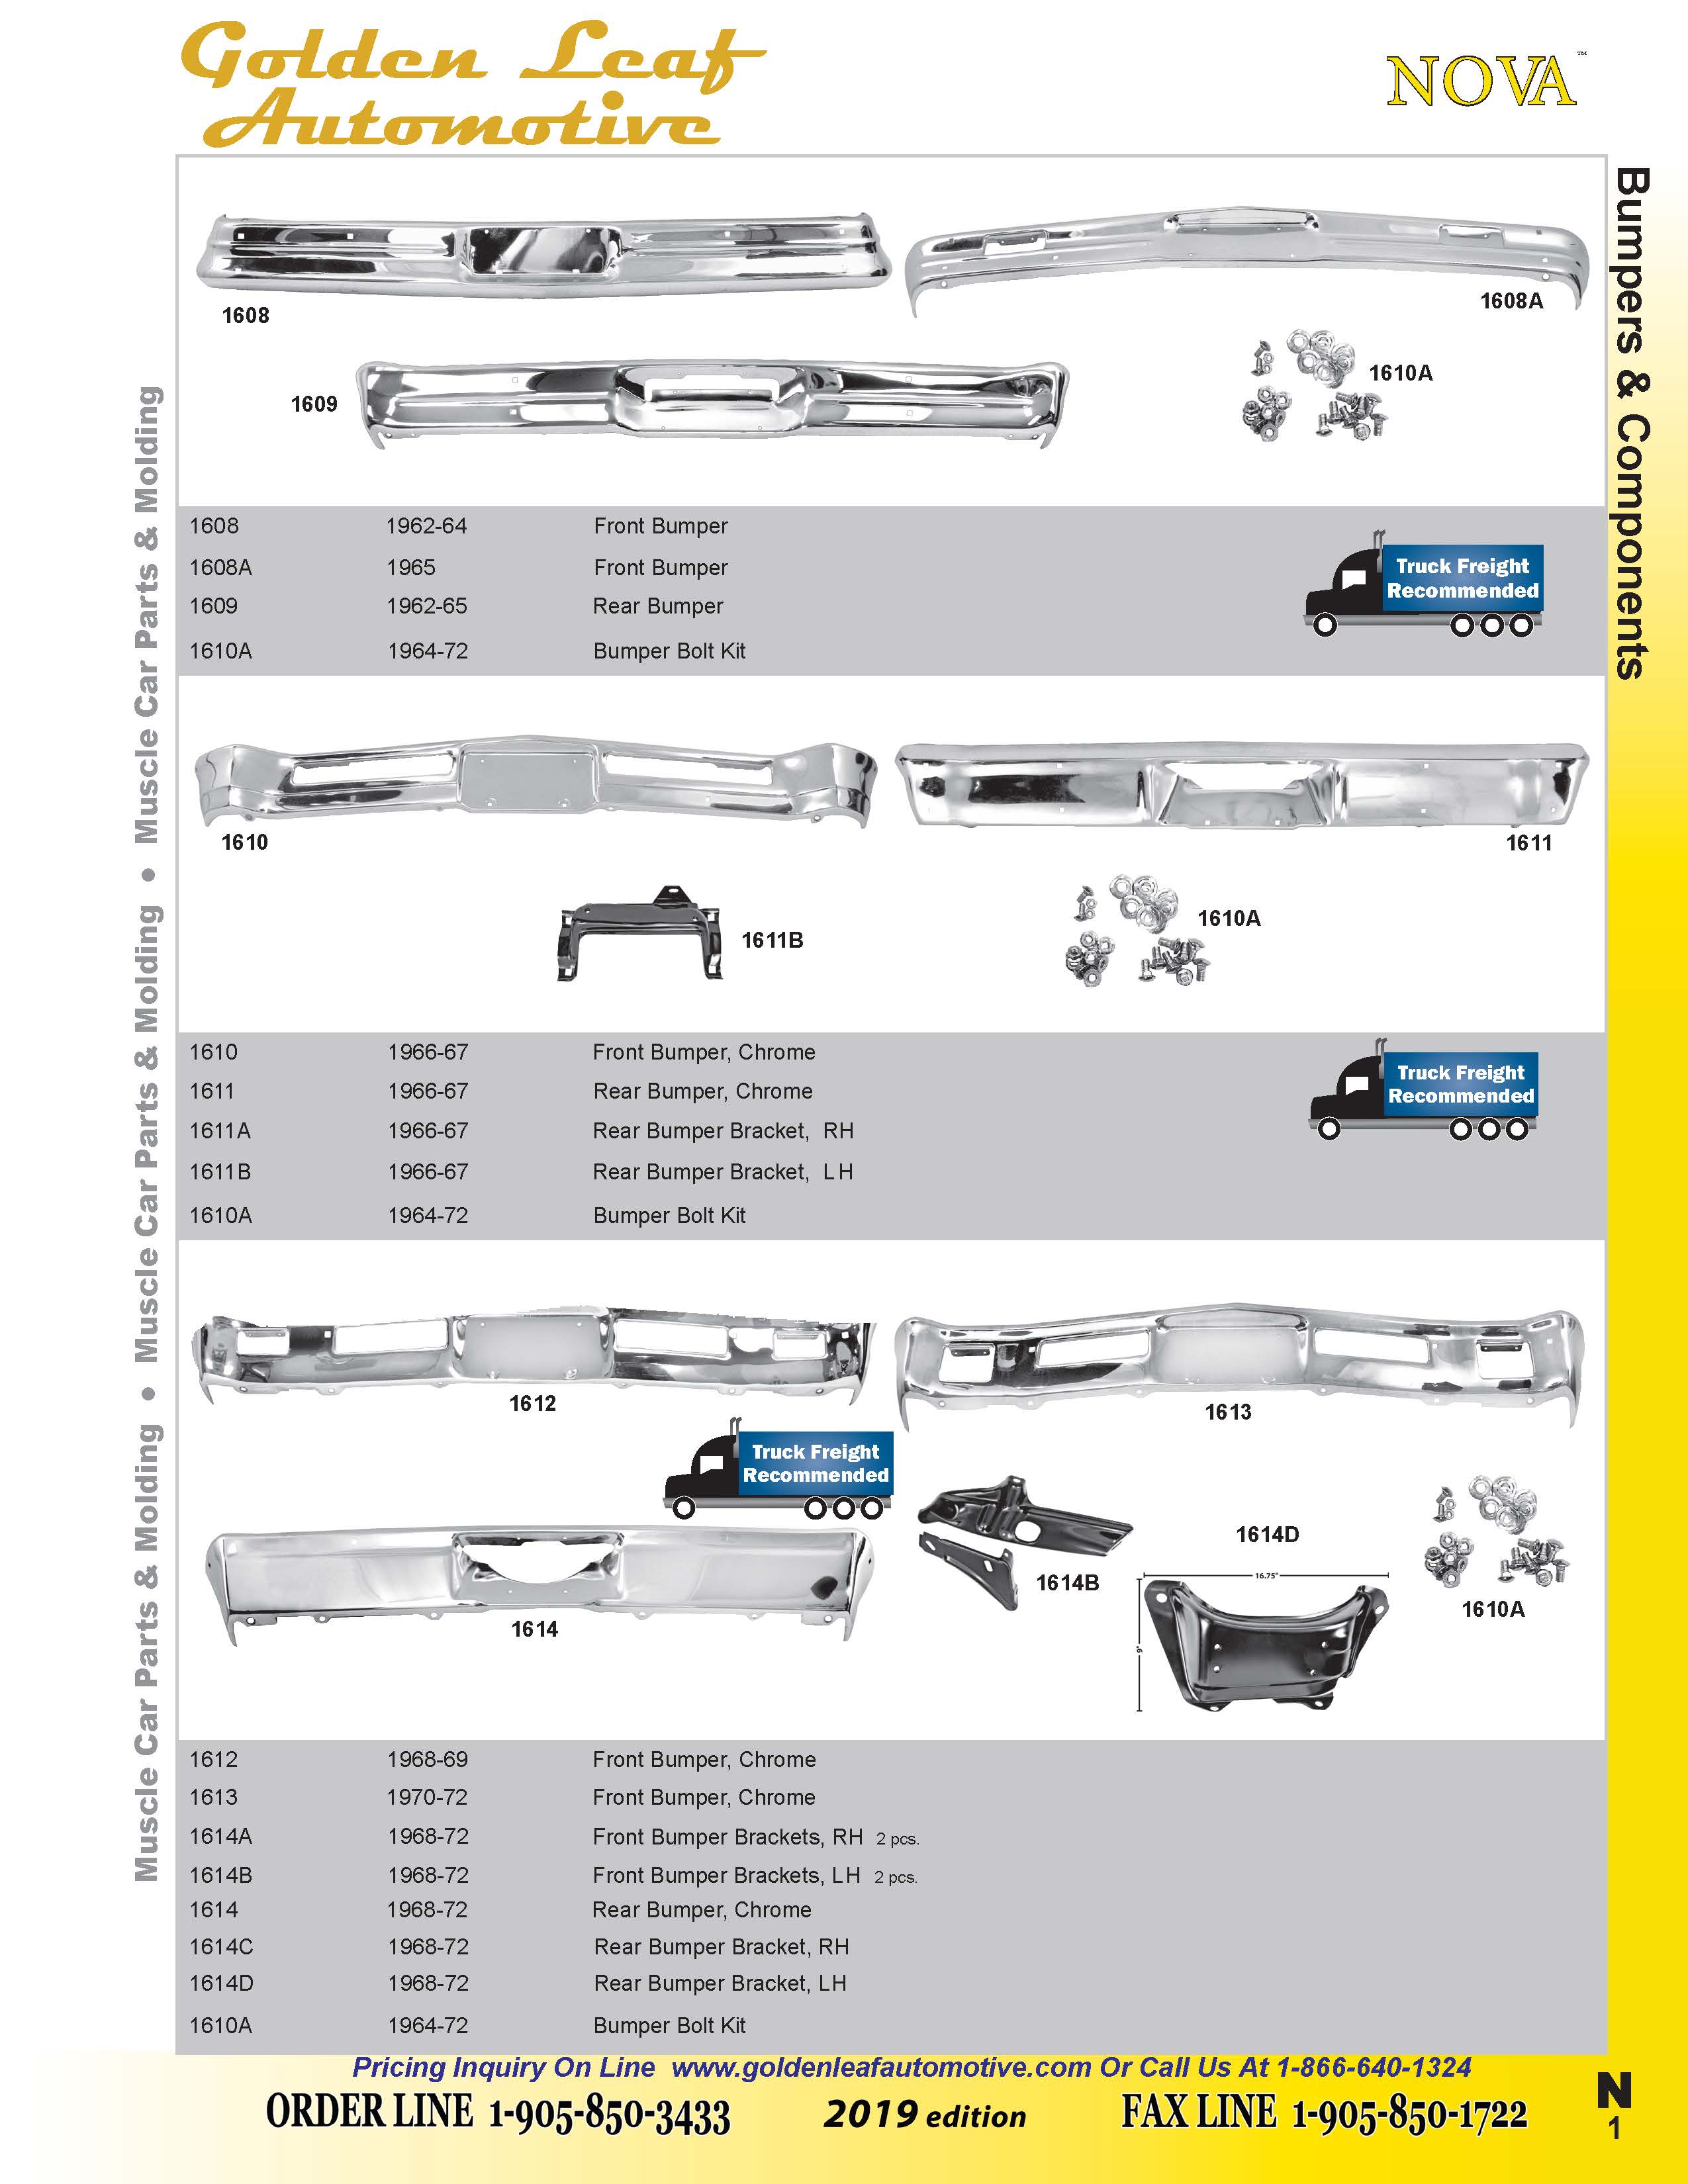 Golden Leaf
Automotive
NOVA™
Bumpers & Components
Muscle Car Parts & Molding • Muscle Car Parts & Molding • Muscle Car Parts & Molding
1608
1608A
1609
1610A
1608 1962-64 Front Bumper
1608A 1965 Front Bumper
1609 1962-65 Rear Bumper
1610A 1964-72 Bumper Bolt Kit
Truck Freight
Recommended
1610
1611
1611B
1610A
1610 1966-67 Front Bumper, Chrome
1611 1966-67 Rear Bumper, Chrome
1611A 1966-67 Rear Bumper Bracket, RH
1611B 1966-67 Rear Bumper Bracket, LH
1610A 1964-72 Bumper Bolt Kit
Truck Freight
Recommended
1612
1613
Truck Freight
Recommended
1614
1614B
1614D
16.75"
9"
1610A
1612 1968-69 Front Bumper, Chrome
1613 1970-72 Front Bumper, Chrome
1614A 1968-72 Front Bumper Brackets, RH 2 pcs.
1614B 1968-72 Front Bumper Brackets, LH 2 pcs.
1614 1968-72 Rear Bumper, Chrome
1614C 1968-72 Rear Bumper Bracket, RH
1614D 1968-72 Rear Bumper Bracket, LH
1610A 1964-72 Bumper Bolt Kit
Pricing Inquiry On Line www.goldenleafautomotive.com Or Call Us At 1-866-640-1324
ORDER LINE 1-905-850-3433 2019 edition FAX LINE 1-905-850-1722
N
1